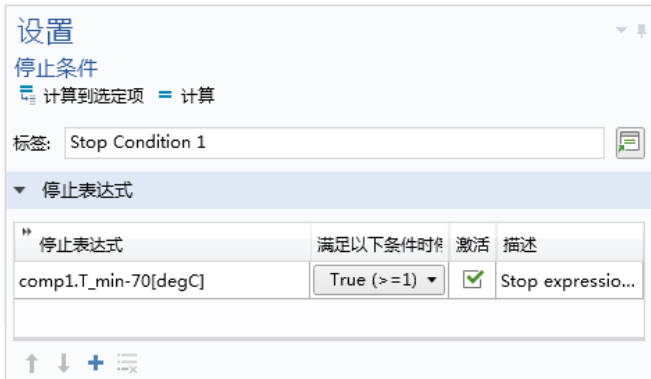 设置
停止条件
计算到选定项 = 计算
标签: Stop Condition 1
停止表达式
停止表达式 满足以下条件时停 激活 描述
comp1.T_min-70[degC] True (>=1) Stop expressio...